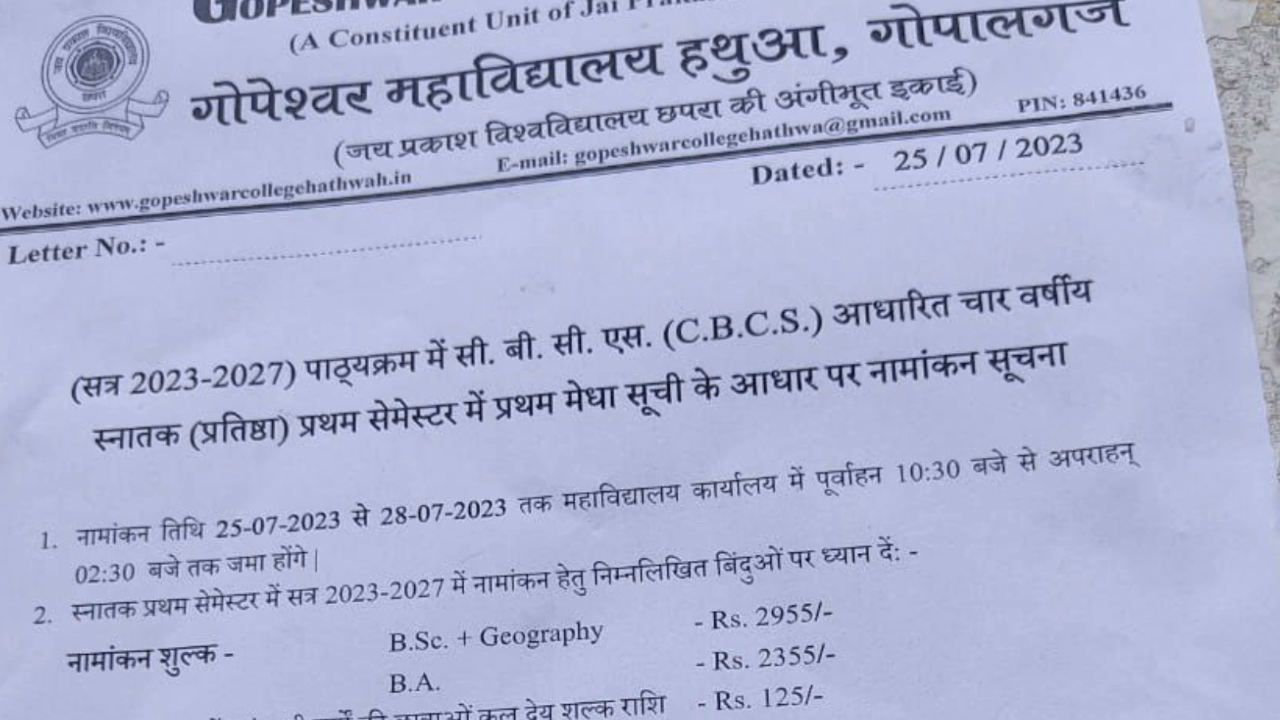 GOPESHWAR
(A Constituent Unit of Jai
गोपेश्वर महाविद्यालय हथुआ, गोपालगंज
(जय प्रकाश विश्वविद्यालय छपरा की अंगीभूत इकाई)
Website: www.gopeshwarcollegehathwah.in E-mail: gopeshwarcollegehathwa@gmail.com PIN: 841436
Letter No.: - Dated: - 25 / 07 / 2023
(सत्र 2023-2027) पाठ्यक्रम में सी. बी. सी. एस. (C.B.C.S.) आधारित चार वर्षीय
स्नातक (प्रतिष्ठा) प्रथम सेमेस्टर में प्रथम मेधा सूची के आधार पर नामांकन सूचना
1. नामांकन तिथि 25-07-2023 से 28-07-2023 तक महाविद्यालय कार्यालय में पूर्वाहन 10:30 बजे से अपराहन्
02:30 बजे तक जमा होंगे |
2. स्नातक प्रथम सेमेस्टर में सत्र 2023-2027 में नामांकन हेतु निम्नलिखित बिंदुओं पर ध्यान दें: -
नामांकन शुल्क - B.Sc. + Geography - Rs. 2955/-
B.A. - Rs. 2355/-
की छात्राओं कुल देय शुल्क राशि - Rs. 125/-